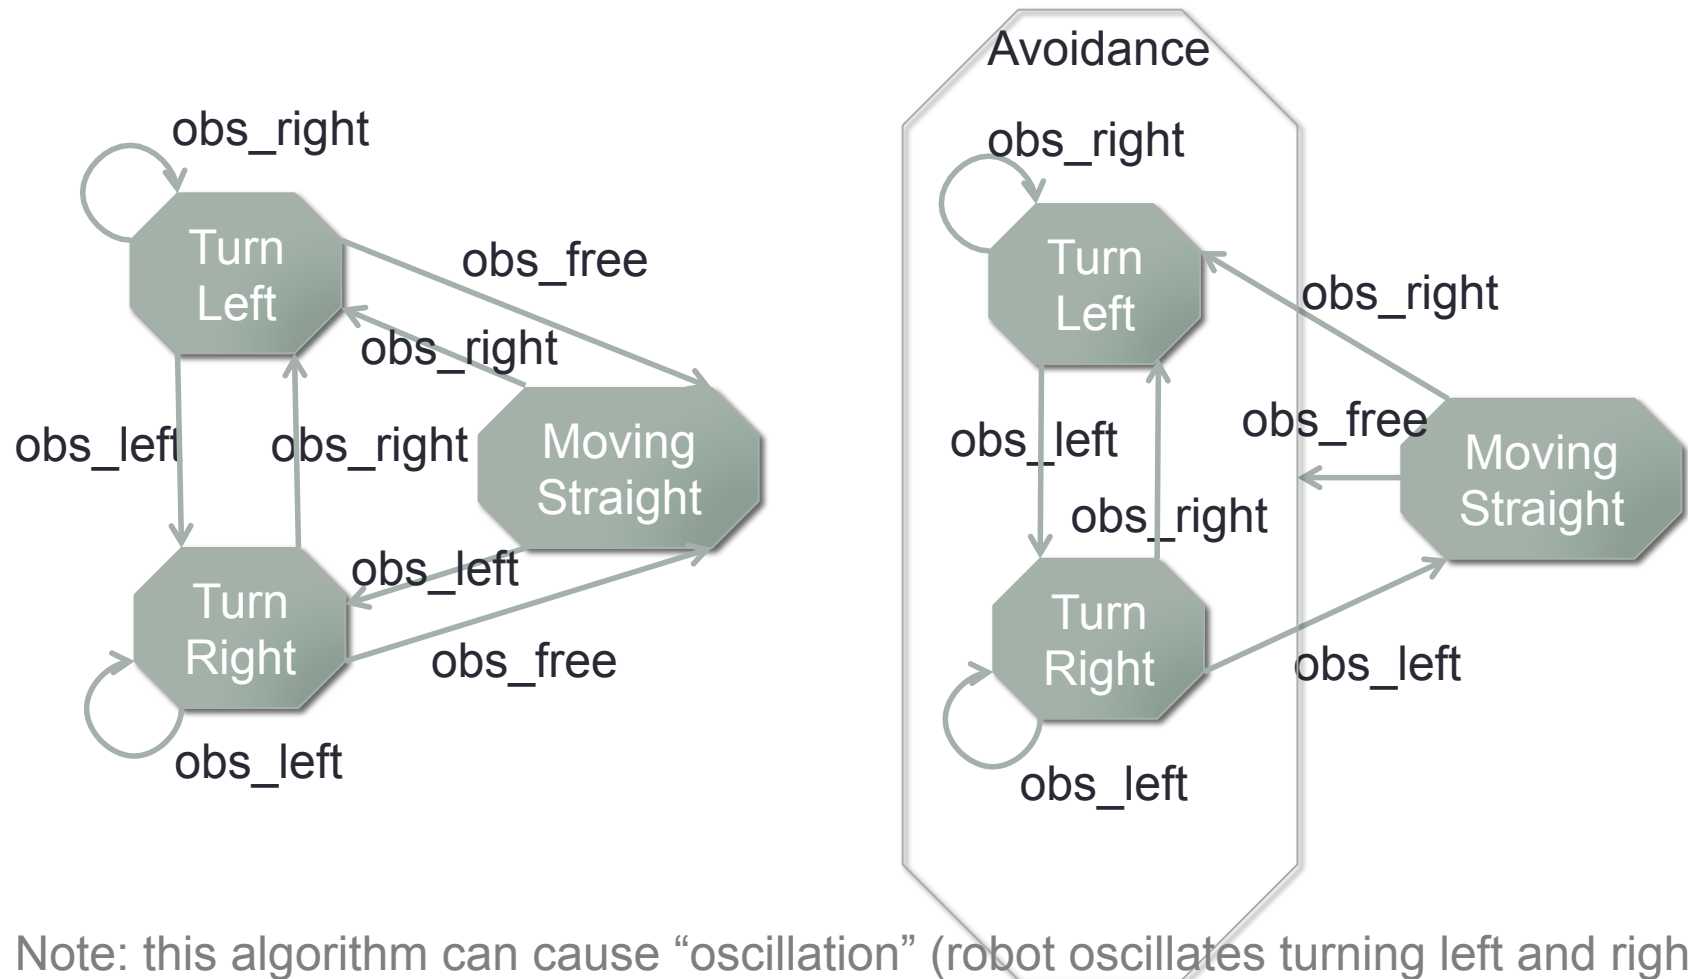 obs_right
Turn
Left
obs_free
obs_right
obs_left
obs_right
Moving
Straight
obs_left
Turn
Right
obs_free
obs_left
Avoidance
obs_right
Turn
Left
obs_right
obs_free
obs_left
Moving
Straight
obs_right
Turn
Right
obs_left
obs_left
Note: this algorithm can cause “oscillation” (robot oscillates turning left and righ